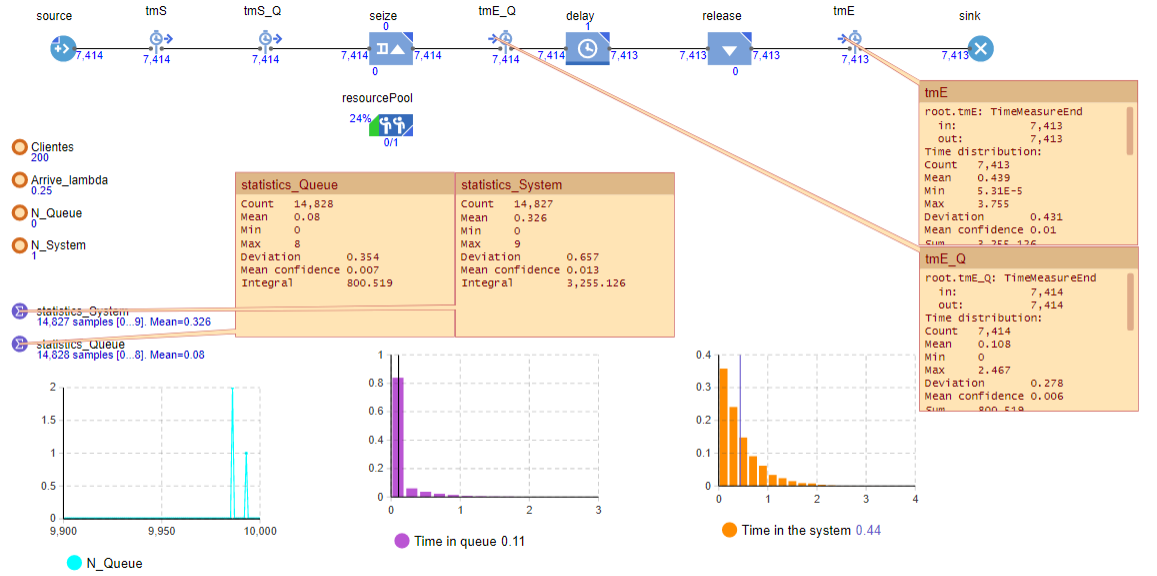 source
tmS
tmS_Q
seize
tmE_Q
delay
release
tmE
sink
0
1
7,414
7,414
7,414
7,414
7,414
7,414
7,414
7,413
7,413
7,413
7,413
7,413
0
0
resourcePool
24%
0/1
Clientes
200
Arrive_lambda
0.25
N_Queue
0
N_System
1
statistics_System
14,827 samples [0...9]. Mean=0.326
statistics_Queue
14,828 samples [0...8]. Mean=0.08
statistics_Queue
Count 14,828
Mean 0.08
Min 0
Max 8
Deviation 0.354
Mean confidence 0.007
Integral 800.519
statistics_System
Count 14,827
Mean 0.326
Min 0
Max 9
Deviation 0.657
Mean confidence 0.013
Integral 3,255.126
tmE
root.tmE: TimeMeasureEnd
in: 7,413
out: 7,413
Time distribution:
Count 7,413
Mean 0.439
Min 5.31E-5
Max 3.755
Deviation 0.431
Mean confidence 0.01
Sum 3,255.126
tmE_Q
root.tmE_Q: TimeMeasureEnd
in: 7,414
out: 7,414
Time distribution:
Count 7,414
Mean 0.108
Min 0
Max 2.467
Deviation 0.278
Mean confidence 0.006
Sum 800.519
2
1.5
1
0.5
0
9,900
9,950
10,000
N_Queue
1
0.8
0.6
0.4
0.2
0
0
1
2
3
Time in queue 0.11
0.4
0.3
0.2
0.1
0
0
1
2
3
4
Time in the system 0.44